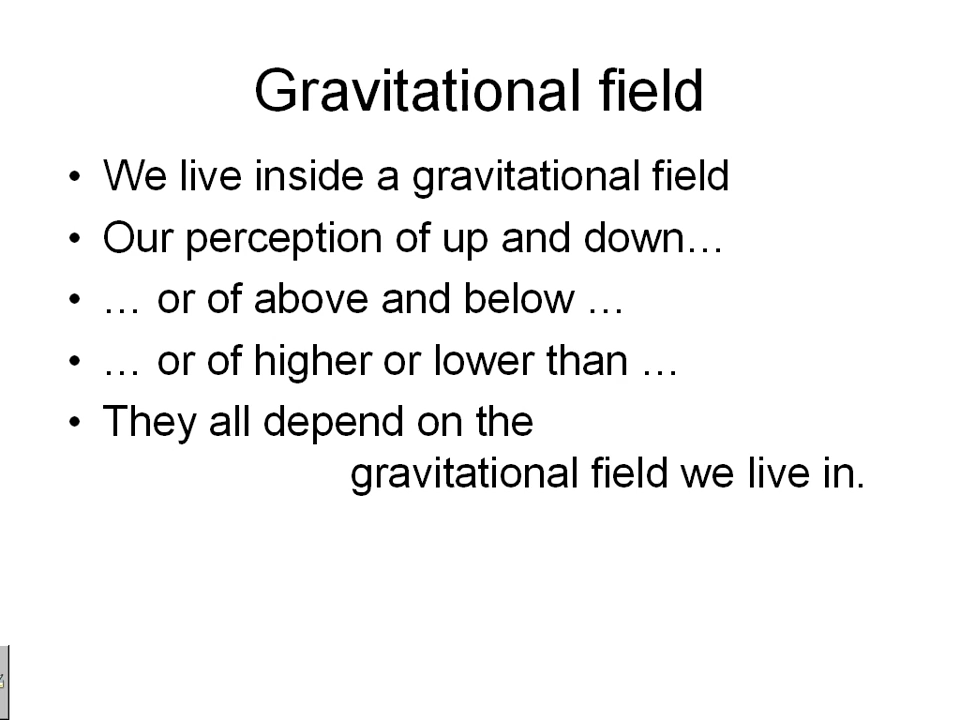 Gravitational field
• We live inside a gravitational field
• Our perception of up and down…
• … or of above and below …
• … or of higher or lower than …
• They all depend on the
gravitational field we live in.